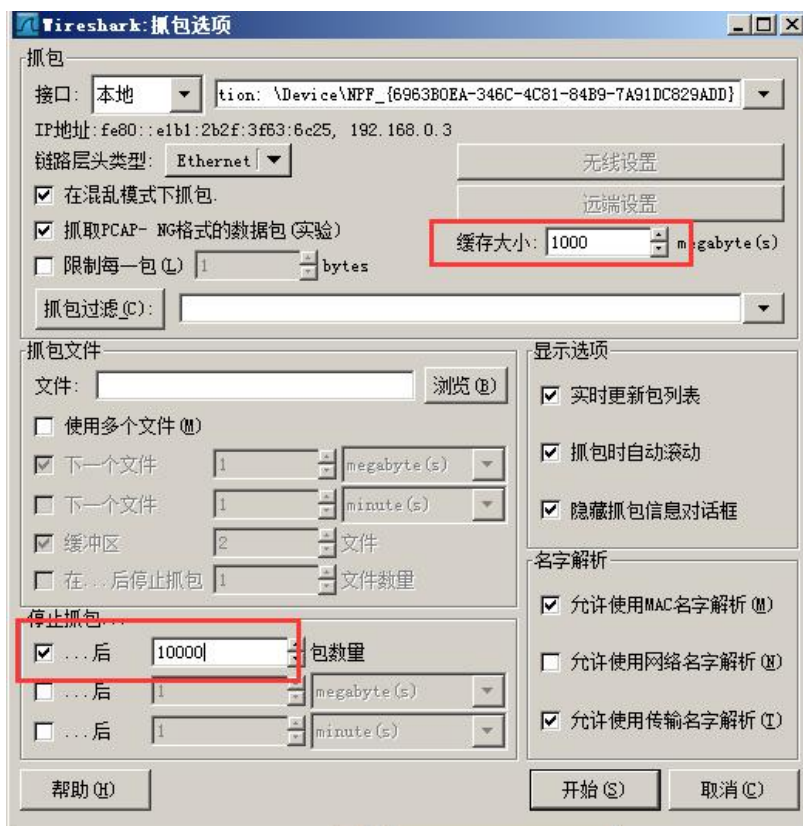 Wireshark:抓包选项
抓包
接口: 本地 tion: \Device\NPF_{6963B0EA-346C-4C81-84B9-7A91DC829ADD}
IP地址:fe80::e1b1:2b2f:3f63:6c25, 192.168.0.3
链路层头类型: Ethernet 无线设置
在混乱模式下抓包. 远端设置
抓取PCAP- NG格式的数据包(实验) 缓存大小: 1000 megabyte(s)
限制每一包(L) 1 bytes
抓包过滤(C):
抓包文件
文件: 浏览(B)
使用多个文件(M)
下一个文件 1 megabyte(s)
下一个文件 1 minute(s)
缓冲区 2 文件
在...后停止抓包 1 文件数量
停止抓包...
...后 10000 包数量
...后 1 megabyte(s)
...后 1 minute(s)
显示选项
实时更新包列表
抓包时自动滚动
隐藏抓包信息对话框
名字解析
允许使用MAC名字解析(M)
允许使用网络名字解析(N)
允许使用传输名字解析(T)
帮助(H) 开始(S) 取消(C)